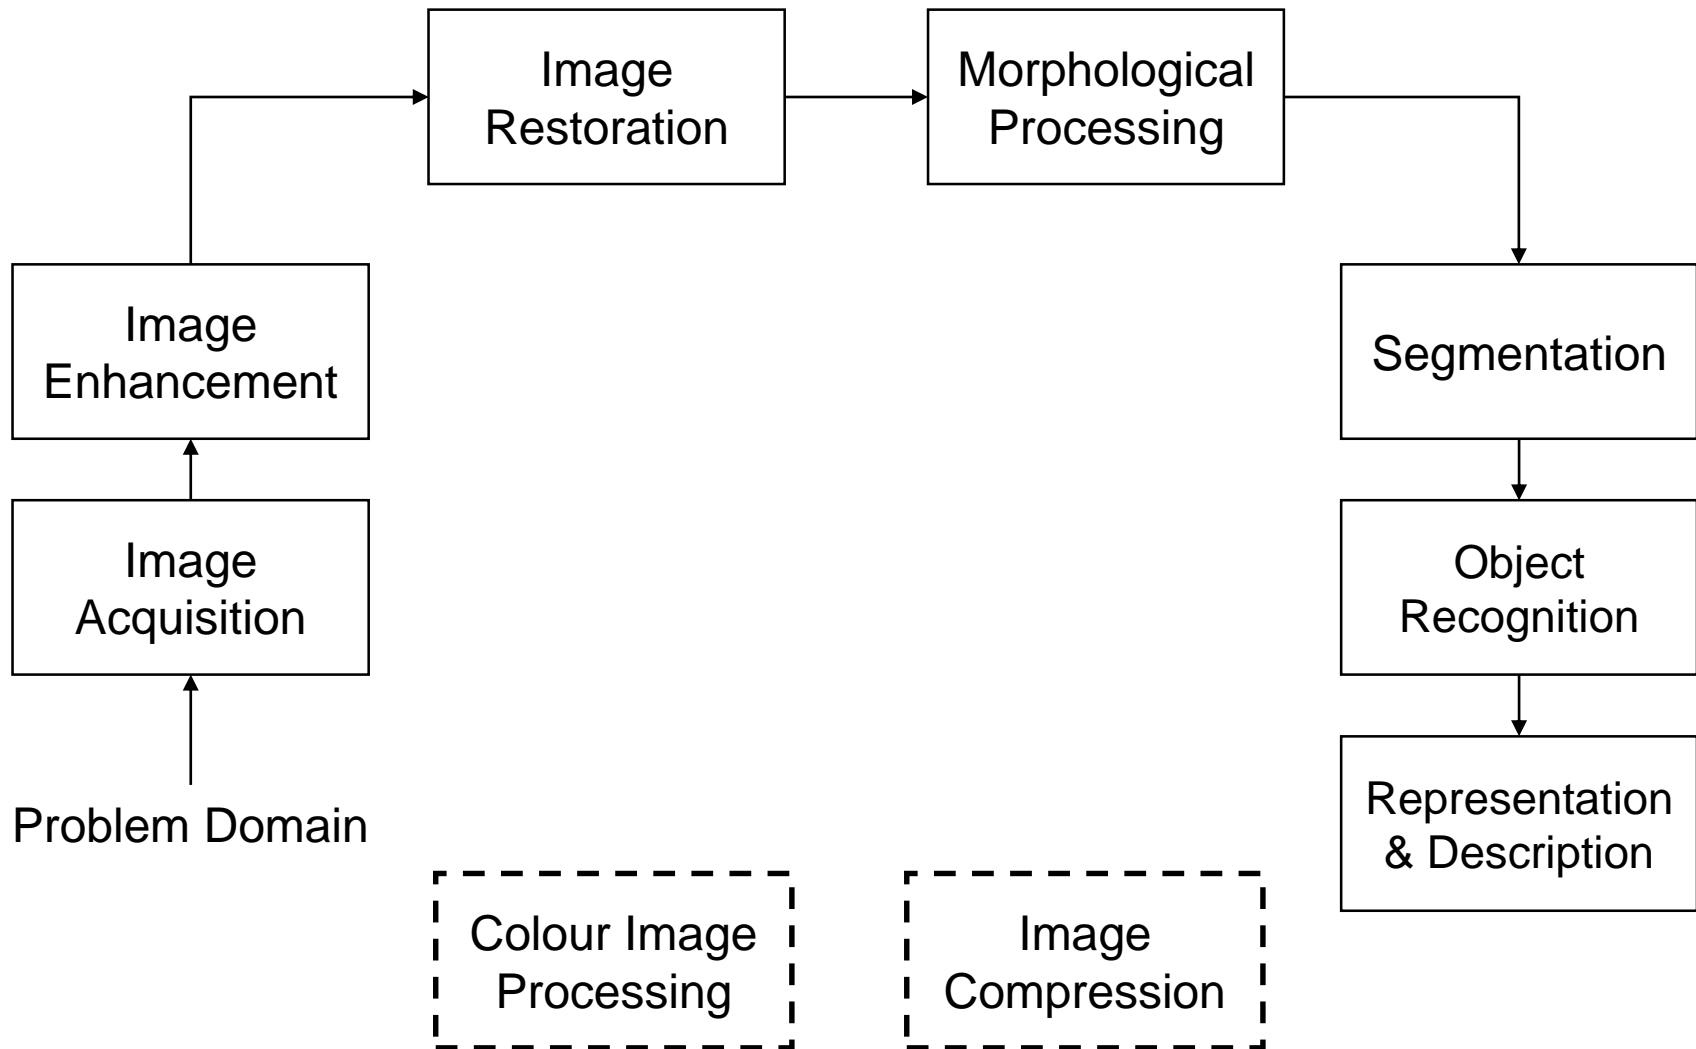 Image
Restoration
Morphological
Processing
Image
Enhancement
Segmentation
Image
Acquisition
Object
Recognition
Problem Domain
Representation
& Description
Colour Image
Processing
Image
Compression